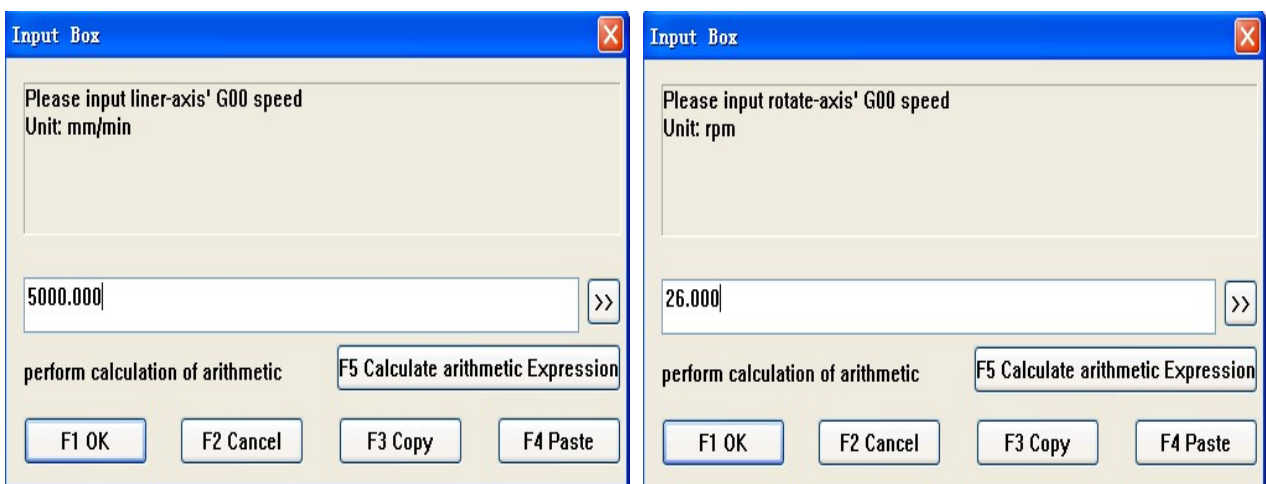 Input Box
Please input liner-axis' G00 speed
Unit: mm/min
5000.000
>>
perform calculation of arithmetic
F5 Calculate arithmetic Expression
F1 OK
F2 Cancel
F3 Copy
F4 Paste
Input Box
Please input rotate-axis' G00 speed
Unit: rpm
26.000
>>
perform calculation of arithmetic
F5 Calculate arithmetic Expression
F1 OK
F2 Cancel
F3 Copy
F4 Paste